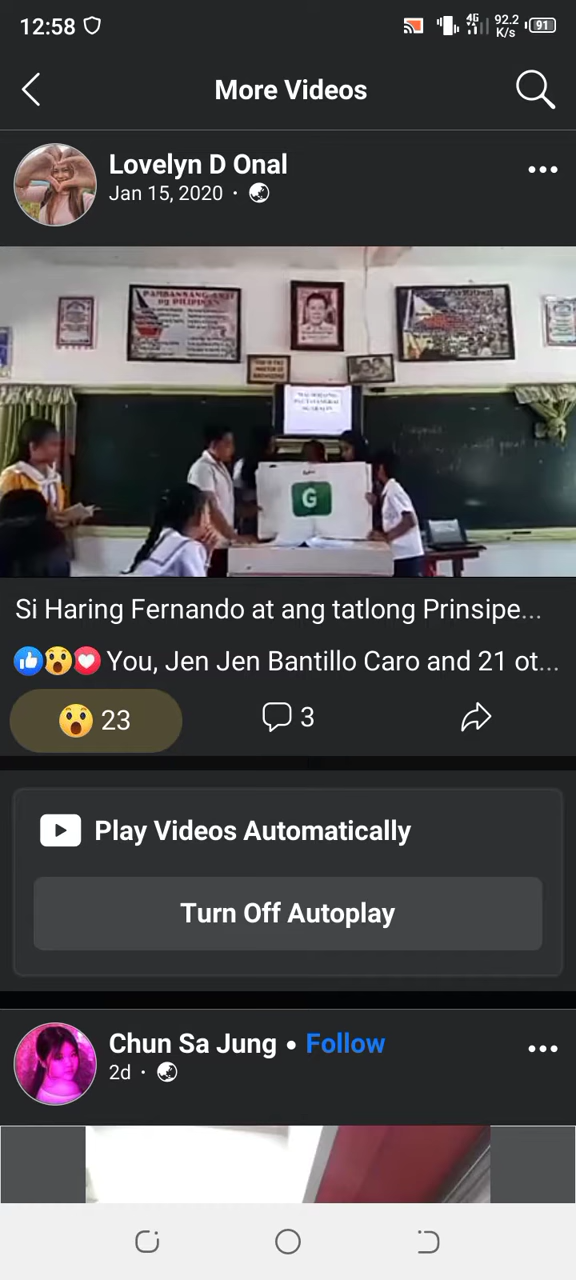 12:58
4G
92.2
K/s
91
More Videos
Lovelyn D Onal
Jan 15, 2020 ·
PAMBANSANG AWIT
ng PILIPINAS
G
Si Haring Fernando at ang tatlong Prinsipe...
You, Jen Jen Bantillo Caro and 21 ot...
23
3
Play Videos Automatically
Turn Off Autoplay
Chun Sa Jung • Follow
2d ·